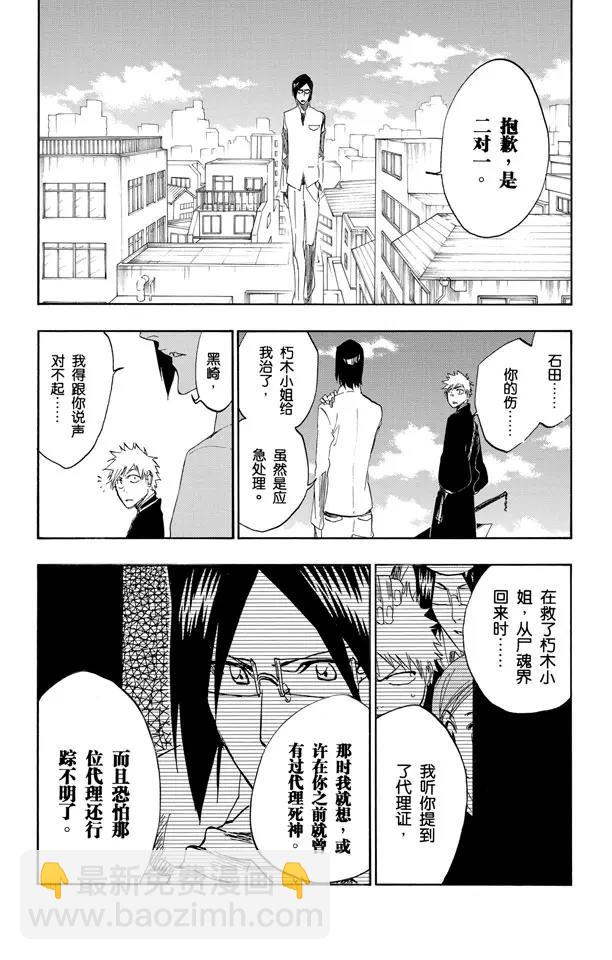 抱歉，是
二对一。
石田……
你的伤……
朽木小姐给
我治了，
虽然是应
急处理。
黑崎，
我得跟你说声
对不起……
在救了朽木小
姐，从尸魂界
回来时……
我听你提到
了代理证，
那时我就想，或
许在你之前就曾
有过代理死神。
而且恐怕那
位代理还行
踪不明了。
最新免费漫画
www.baozimh.com